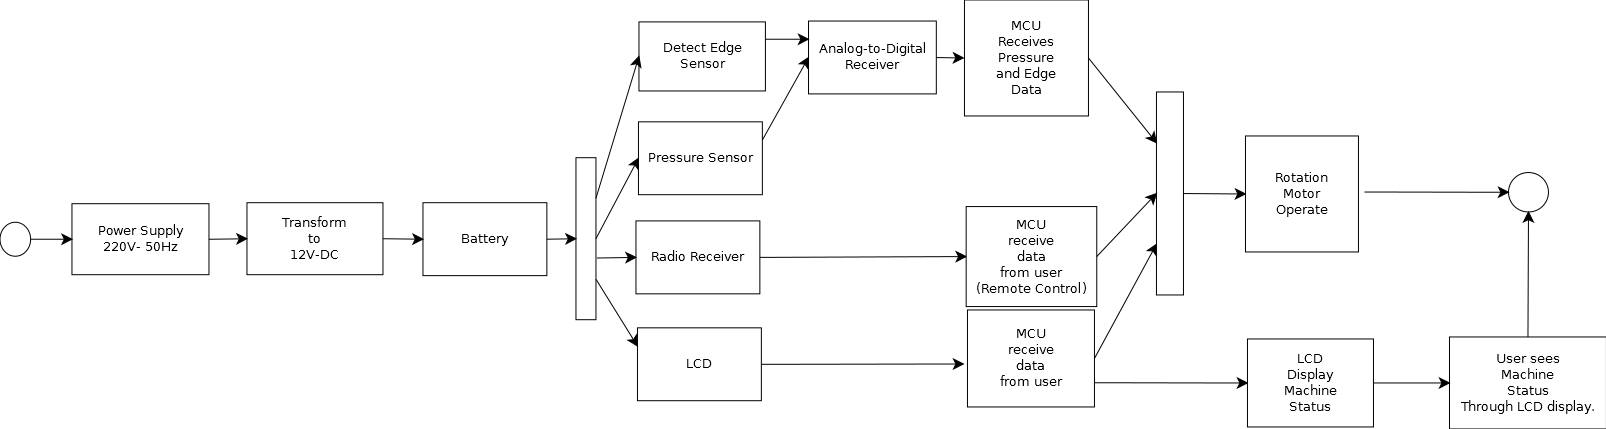 Power Supply
220V- 50Hz
Transform
to
12V-DC
Battery
Detect Edge
Sensor
Pressure Sensor
Radio Receiver
LCD
Analog-to-Digital
Receiver
MCU
Receives
Pressure
and Edge
Data
MCU
receive
data
from user
(Remote Control)
MCU
receive
data
from user
Rotation
Motor
Operate
LCD
Display
Machine
Status
User sees
Machine
Status
Through LCD display.